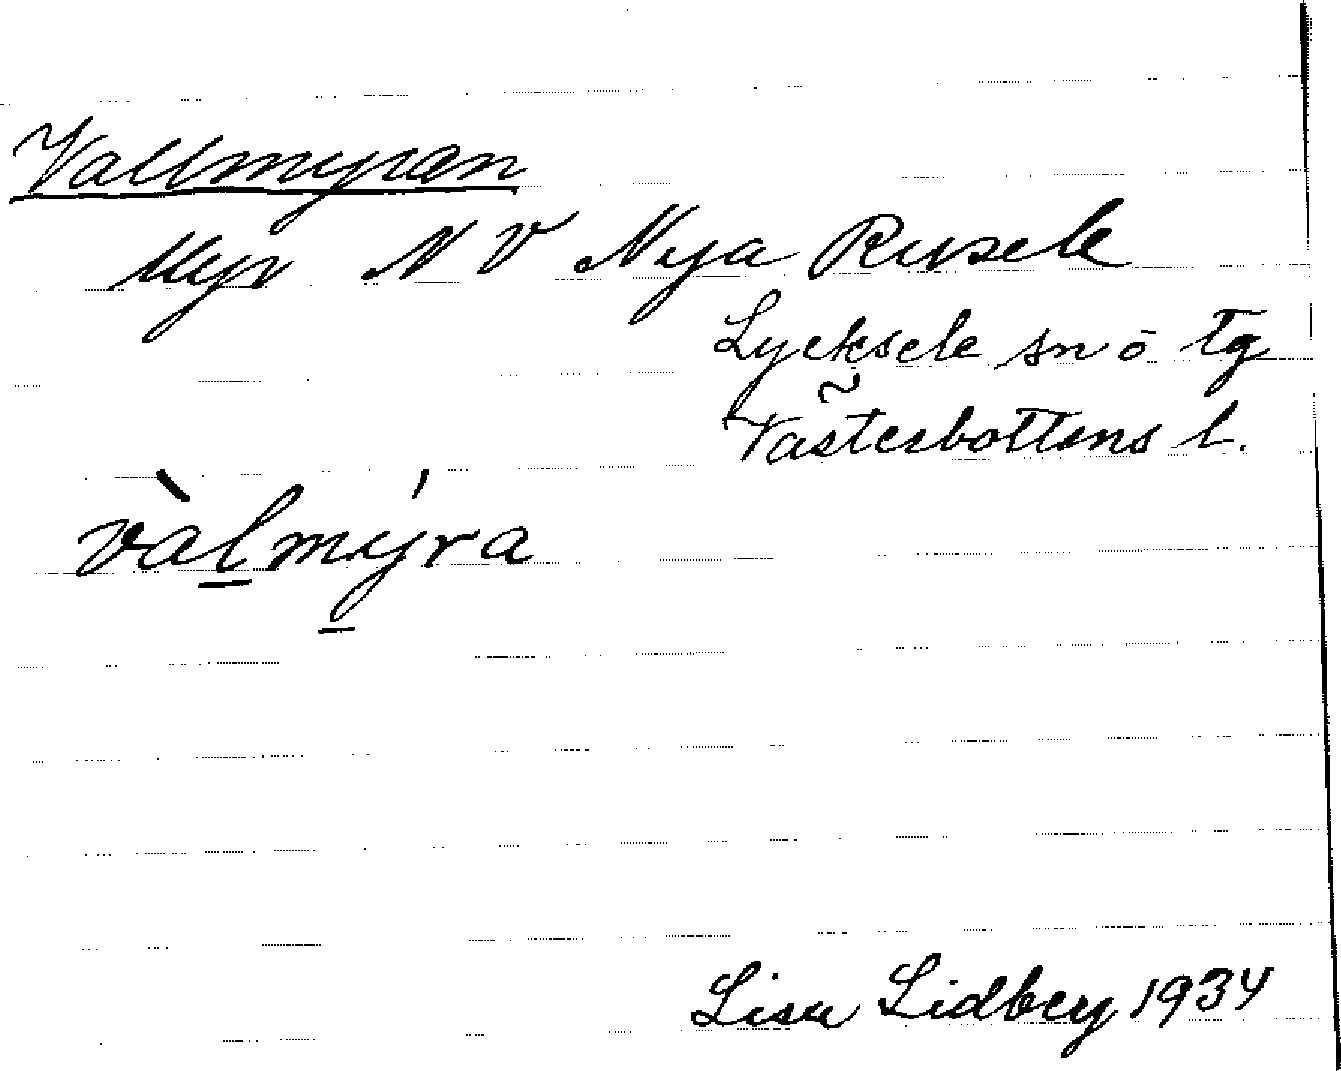 Vallmyran
Myr N V Nya Rusele
Lycksele sn o tg
Västerbottens l.
vàlmýra
Lisa Lidberg 1934